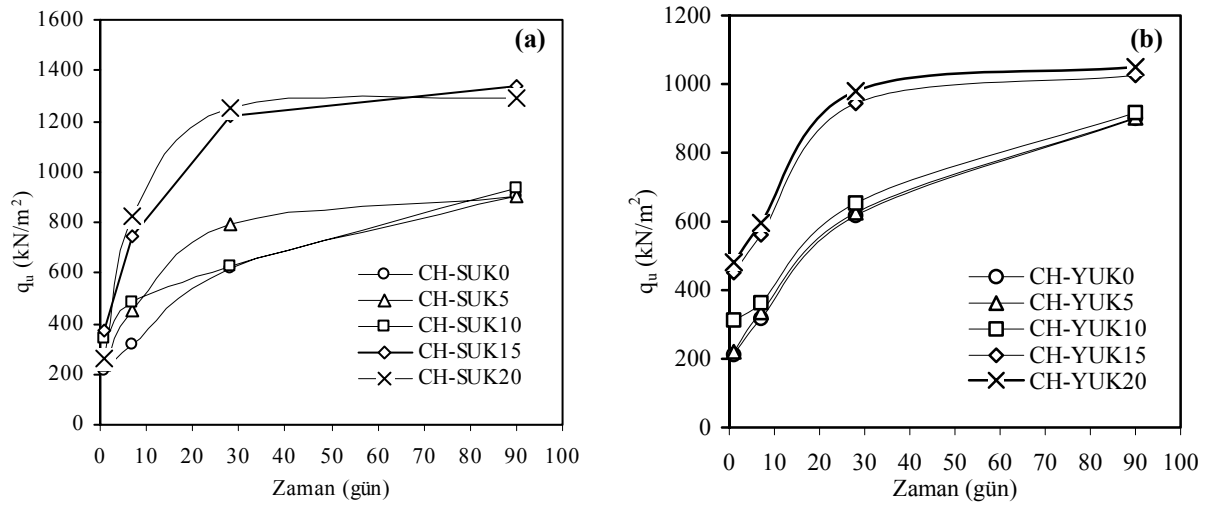 (a)
1600
1400
1200
1000
800
600
400
200
0
qu (kN/m²)
CH-SUK0
CH-SUK5
CH-SUK10
CH-SUK15
CH-SUK20
0 10 20 30 40 50 60 70 80 90 100
Zaman (gün)
(b)
1200
1000
800
600
400
200
0
qu (kN/m²)
CH-YUK0
CH-YUK5
CH-YUK10
CH-YUK15
CH-YUK20
0 10 20 30 40 50 60 70 80 90 100
Zaman (gün)